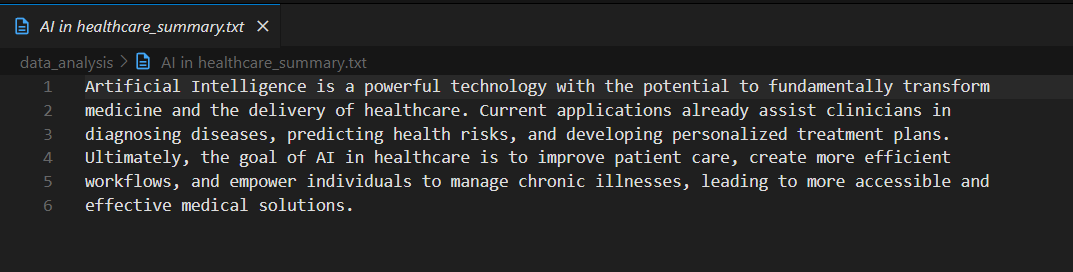 AI in healthcare_summary.txt
data_analysis > AI in healthcare_summary.txt
1 Artificial Intelligence is a powerful technology with the potential to fundamentally transform
2 medicine and the delivery of healthcare. Current applications already assist clinicians in
3 diagnosing diseases, predicting health risks, and developing personalized treatment plans.
4 Ultimately, the goal of AI in healthcare is to improve patient care, create more efficient
5 workflows, and empower individuals to manage chronic illnesses, leading to more accessible and
6 effective medical solutions.